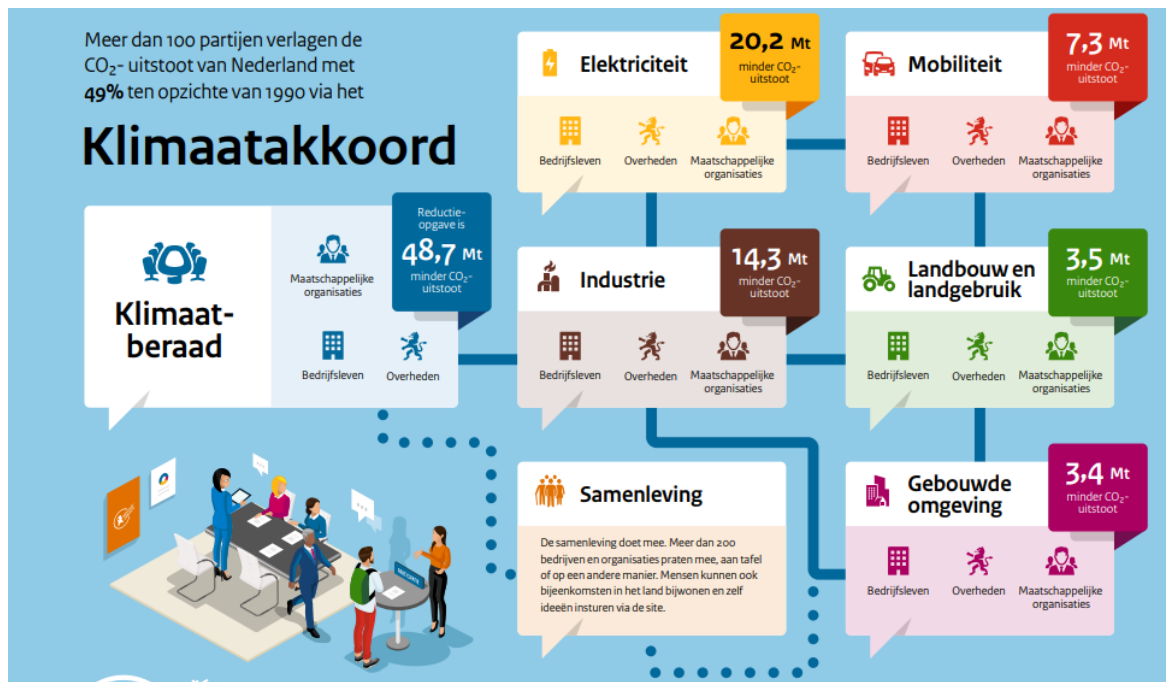 Meer dan 100 partijen verlagen de
CO₂- uitstoot van Nederland met
49% ten opzichte van 1990 via het
Klimaatakkoord
Klimaat-
beraad
Maatschappelijke
organisaties
Bedrijfsleven
Overheden
Reductie-
opgave is
48,7 Mt
minder CO₂-
uitstoot
Elektriciteit
20,2 Mt
minder CO₂-
uitstoot
Bedrijfsleven
Overheden
Maatschappelijke
organisaties
Mobiliteit
7,3 Mt
minder CO₂-
uitstoot
Bedrijfsleven
Overheden
Maatschappelijke
organisaties
Industrie
14,3 Mt
minder CO₂-
uitstoot
Bedrijfsleven
Overheden
Maatschappelijke
organisaties
Landbouw en
landgebruik
3,5 Mt
minder CO₂-
uitstoot
Bedrijfsleven
Overheden
Maatschappelijke
organisaties
Samenleving
De samenleving doet mee. Meer dan 200
bedrijven en organisaties praten mee, aan tafel
of op een andere manier. Mensen kunnen ook
bijeenkomsten in het land bijwonen en zelf
ideeën insturen via de site.
Gebouwde
omgeving
3,4 Mt
minder CO₂-
uitstoot
Bedrijfsleven
Overheden
Maatschappelijke
organisaties